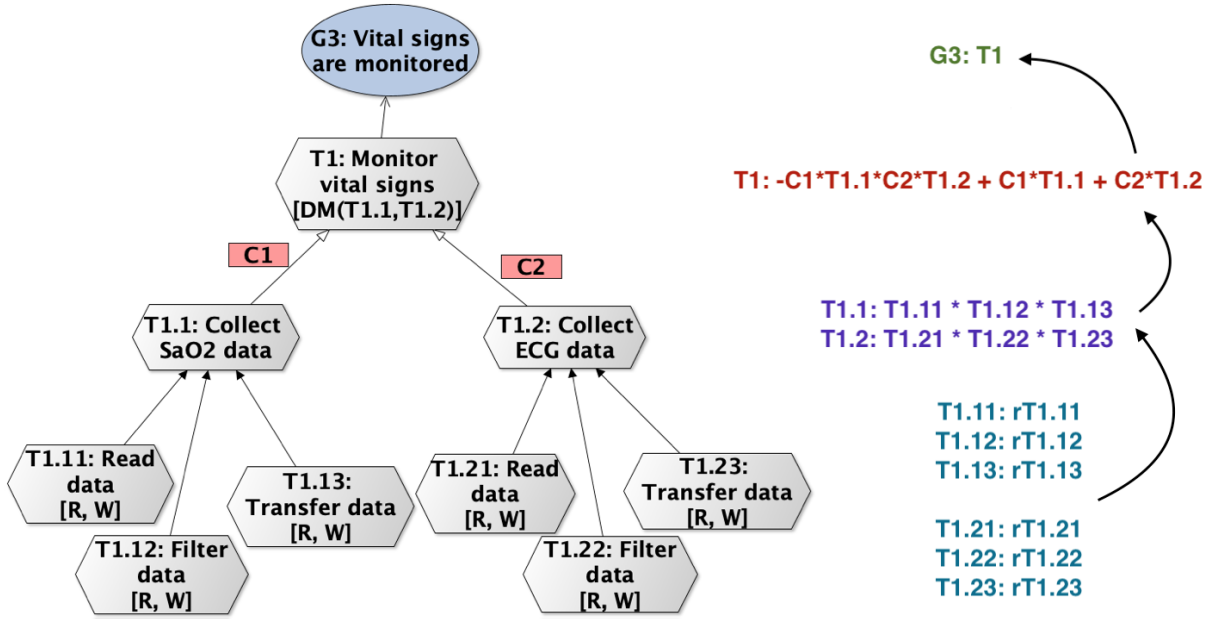 G3: Vital signs
are monitored
T1: Monitor
vital signs
[DM(T1.1,T1.2)]
C1
C2
T1.1: Collect
SaO2 data
T1.2: Collect
ECG data
T1.11: Read
data
[R, W]
T1.12: Filter
data
[R, W]
T1.13:
Transfer data
[R, W]
T1.21: Read
data
[R, W]
T1.22: Filter
data
[R, W]
T1.23:
Transfer data
[R, W]
G3: T1
T1: -C1*T1.1*C2*T1.2 + C1*T1.1 + C2*T1.2
T1.1: T1.11 * T1.12 * T1.13
T1.2: T1.21 * T1.22 * T1.23
T1.11: rT1.11
T1.12: rT1.12
T1.13: rT1.13
T1.21: rT1.21
T1.22: rT1.22
T1.23: rT1.23